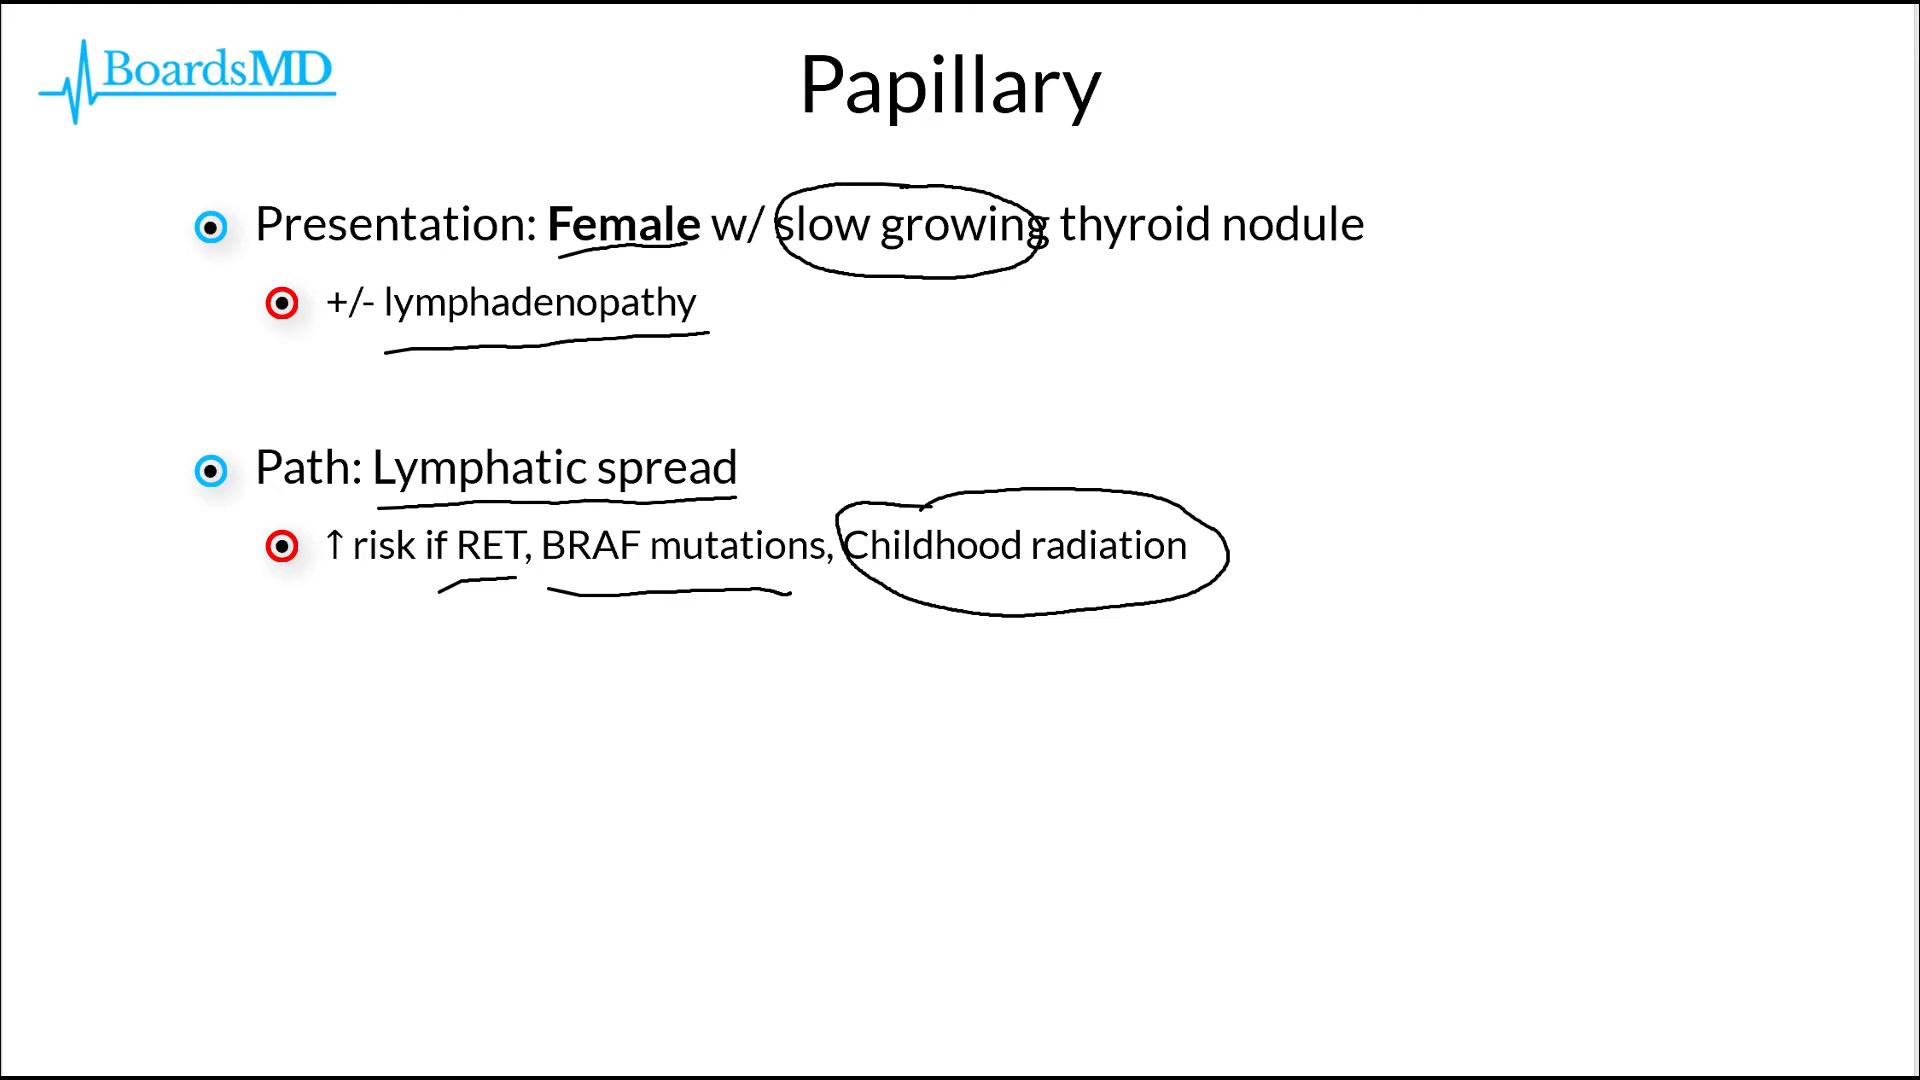 BoardsMD
Papillary
Presentation: Female w/ slow growing thyroid nodule
+/- lymphadenopathy
Path: Lymphatic spread
↑ risk if RET, BRAF mutations, Childhood radiation